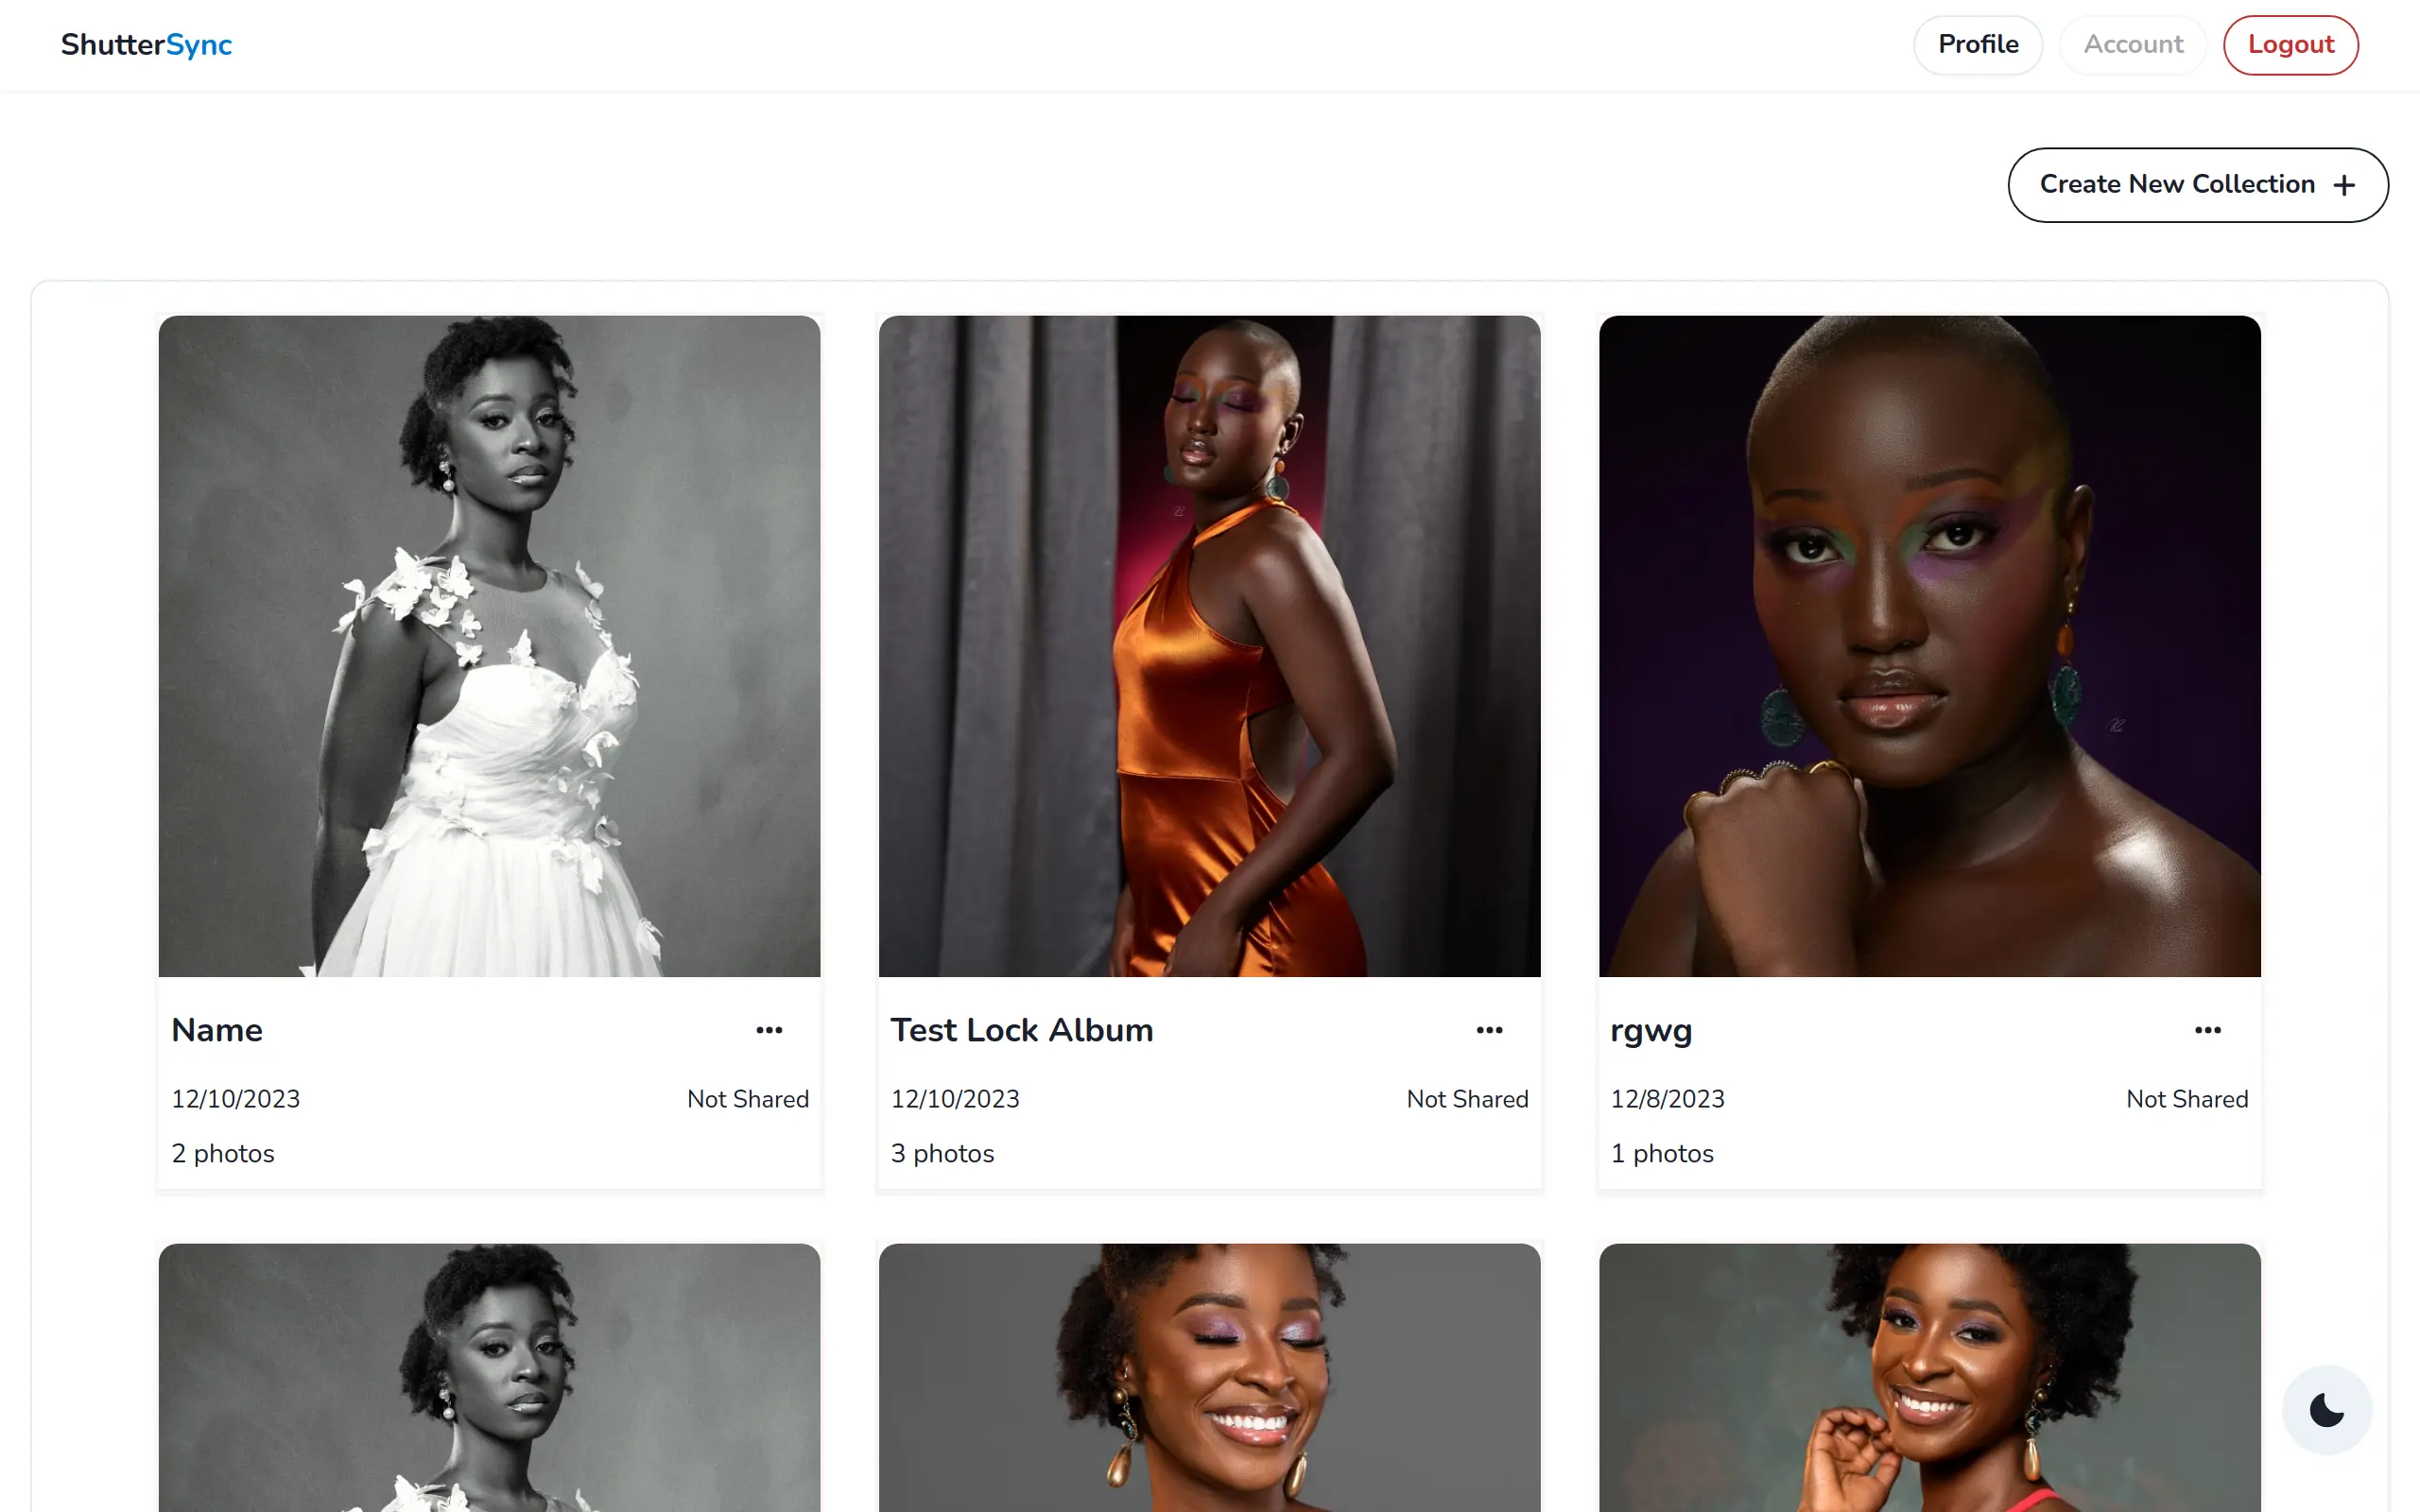 ShutterSync
Profile
Account
Logout
Create New Collection
Name
12/10/2023
Not Shared
2 photos
Test Lock Album
12/10/2023
Not Shared
3 photos
rgwg
12/8/2023
Not Shared
1 photos